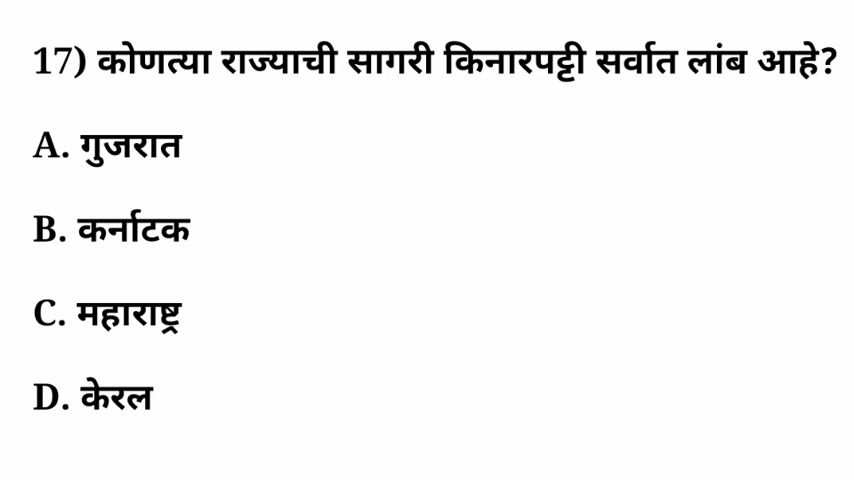 17) कोणत्या राज्याची सागरी किनारपट्टी सर्वात लांब आहे?
A. गुजरात
B. कर्नाटक
C. महाराष्ट्र
D. केरल